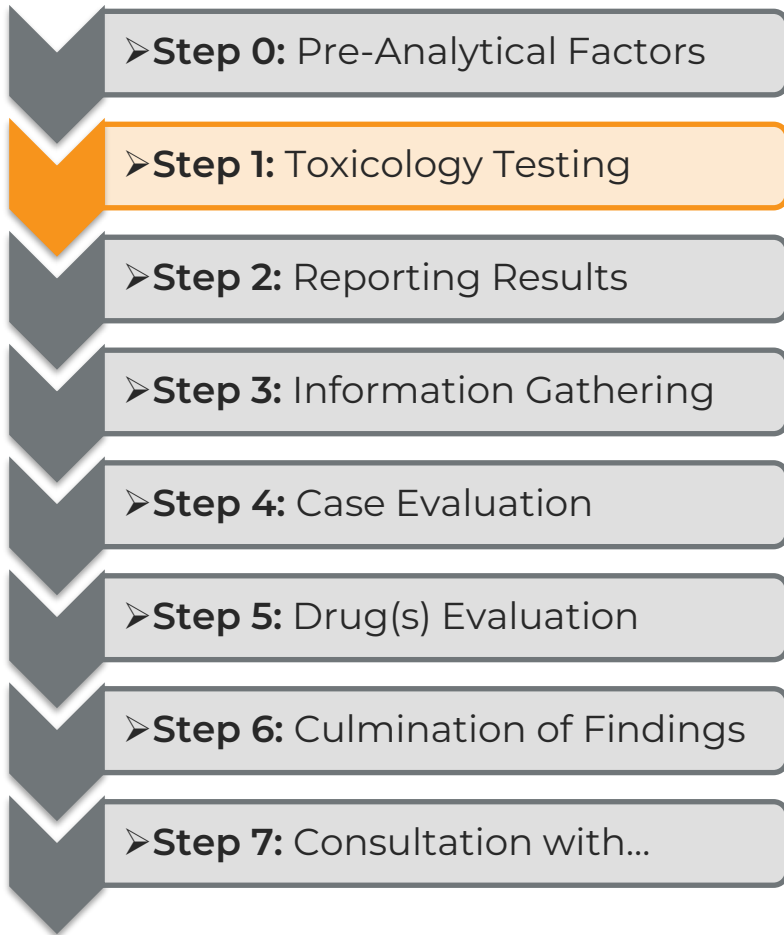 ➢Step 0: Pre-Analytical Factors
➢Step 1: Toxicology Testing
➢Step 2: Reporting Results
➢Step 3: Information Gathering
➢Step 4: Case Evaluation
➢Step 5: Drug(s) Evaluation
➢Step 6: Culmination of Findings
➢Step 7: Consultation with...